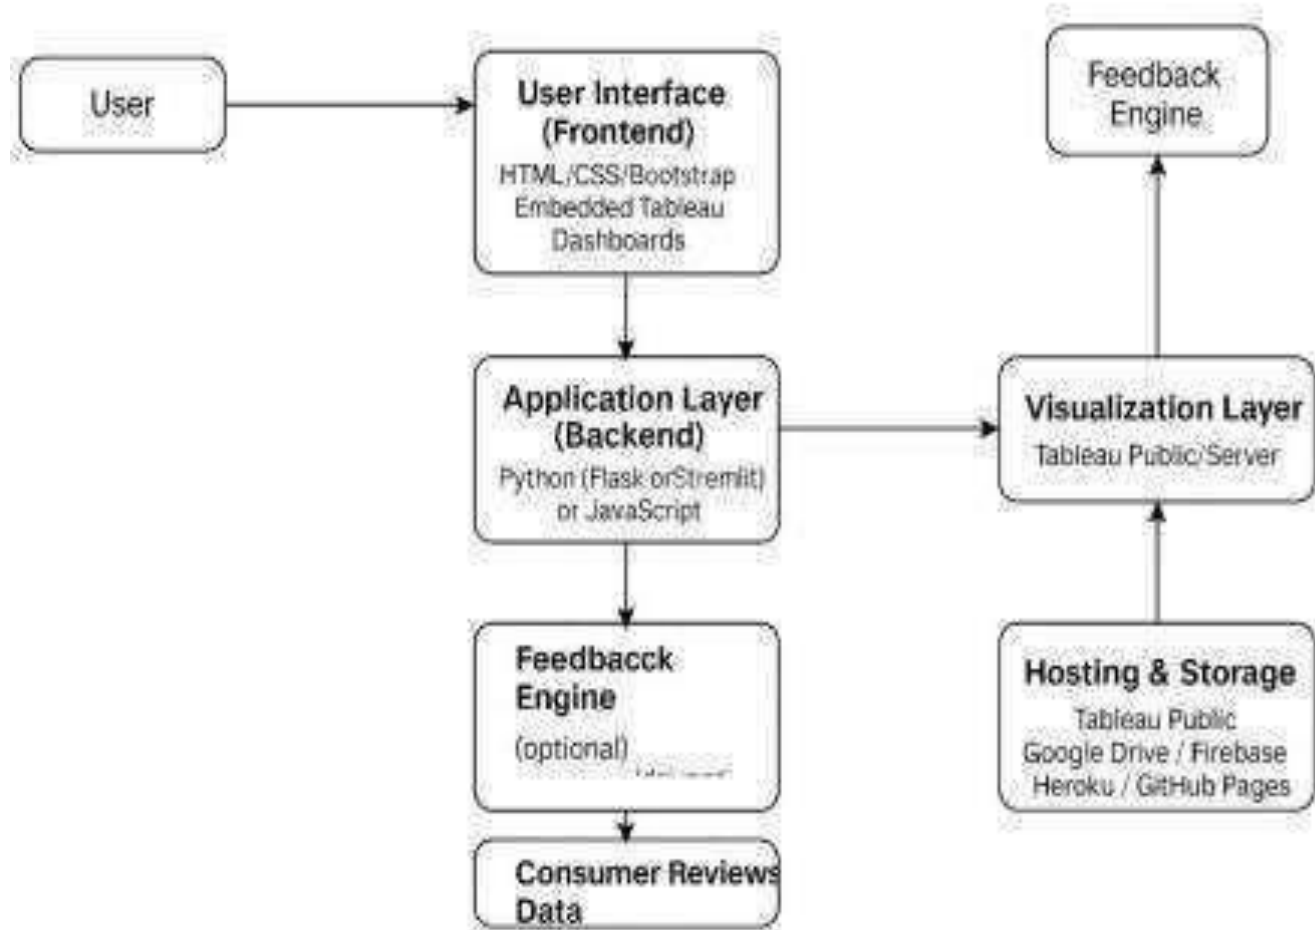 User
User Interface
(Frontend)
HTML/CSS/Bootstrap
Embedded Tableau
Dashboards
Feedback
Engine
Application Layer
(Backend)
Python (Flask orStremlit)
or JavaScript
Visualization Layer
Tableau Public/Server
Feedbacck
Engine
(optional)
Hosting & Storage
Tableau Public
Google Drive / Firebase
Heroku / GitHub Pages
Consumer Reviews
Data